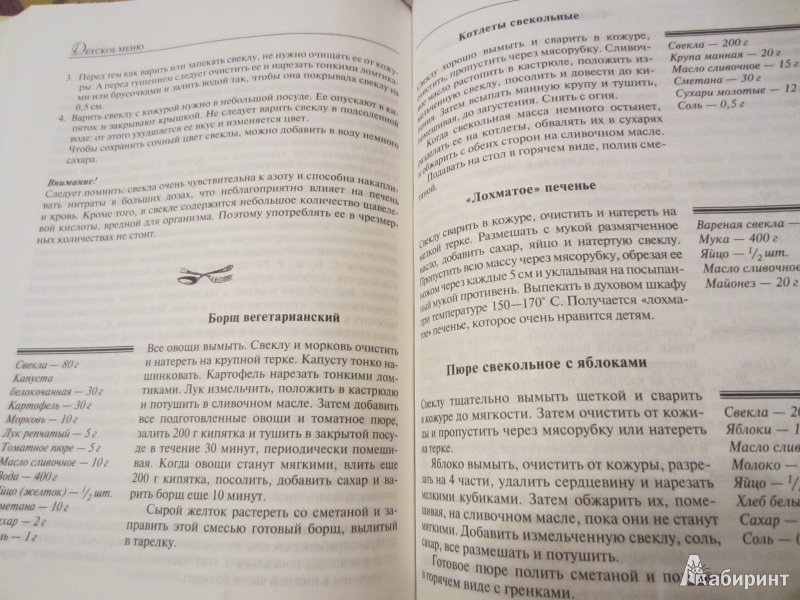 Детское меню
3. Перед тем как варить или запекать свеклу, не нужно очищать ее от кожу-
ры. А перед тушением следует очистить ее и нарезать тонкими ломтика-
ми или брусочками и залить водой так, чтобы она покрывала свеклу на
0,5 см.
4. Варить свеклу с кожурой нужно в небольшой посуде. Ее опускают в ки-
пяток и закрывают крышкой. Не следует варить свеклу в подсоленной
воде: от этого ухудшается ее вкус и изменяется цвет.
Чтобы сохранить сочный цвет свеклы, можно добавить в воду немного
сахара.
Внимание!
Следует помнить: свекла очень чувствительна к азоту и способна накапли-
вать нитраты в больших дозах, что неблагоприятно влияет на печень
и кровь. Кроме того, в свекле содержится небольшое количество щавеле-
вой кислоты, вредной для организма. Поэтому употреблять ее в чрезмер-
ных количествах не стоит.
Борщ вегетарианский
Свекла — 80 г
Капуста
белокочанная — 30 г
Картофель — 30 г
Морковь — 10 г
Лук репчатый — 5 г
Томатное пюре — 5 г
Масло сливочное — 10 г
Вода — 400 г
Яйцо (желток) — 1/2 шт.
Сметана — 10 г
Сахар — 2 г
Соль — 1 г
Все овощи вымыть. Свеклу и морковь очистить
и натереть на крупной терке. Капусту тонко на-
шинковать. Картофель нарезать тонкими лом-
тиками. Лук измельчить, положить в кастрюлю
и потушить в сливочном масле. Затем добавить
все подготовленные овощи и томатное пюре,
залить 200 г кипятка и тушить в закрытой посу-
де в течение 30 минут, периодически помеши-
вая. Когда овощи станут мягкими, влить еще
200 г кипятка, посолить, добавить сахар и ва-
рить борщ еще 10 минут.
Сырой желток растереть со сметаной и за-
править этой смесью готовый борщ, вылитый
в тарелку.
Котлеты свекольные
Свеклу хорошо вымыть и сварить в кожуре,
очистить, пропустить через мясорубку. Сливоч-
ное масло растопить в кастрюле, положить из-
мельченную свеклу, посолить и довести до ки-
пения. Затем всыпать манную крупу и тушить,
помешивая, до загустения. Снять с огня.
Когда свекольная масса немного остынет,
разделать ее на котлеты, обвалять их в сухарях
и обжарить с обеих сторон на сливочном масле.
Подавать на стол в горячем виде, полив сме-
таной.
Свекла — 200 г
Крупа манная — 20 г
Масло сливочное — 15 г
Сметана — 30 г
Сухари молотые — 12
Соль — 0,5 г
«Лохматое» печенье
Свеклу сварить в кожуре, очистить и натереть на
мелкой терке. Размешать с мукой размягченное
масло, добавить сахар, яйцо и натертую свеклу.
Пропустить всю массу через мясорубку, обрезая ее
ножом через каждые 5 см и укладывая на посыпан-
ный мукой противень. Выпекать в духовом шкафу
при температуре 150—170° С. Получается «лохма-
тое» печенье, которое очень нравится детям.
Вареная свекла —
Мука — 400 г
Яйцо — 1/2 шт.
Масло сливочное
Майонез — 20 г
Пюре свекольное с яблоками
Свеклу тщательно вымыть щеткой и сварить
в кожуре до мягкости. Затем очистить от кожи-
цы и пропустить через мясорубку или натереть
на терке.
Яблоко вымыть, очистить от кожуры, разре-
зать на 4 части, удалить сердцевину и нарезать
мелкими кубиками. Затем обжарить их, поме-
шивая, на сливочном масле, пока они не станут
мягкими. Добавить измельченную свеклу, соль,
сахар, все размешать и потушить.
Готовое пюре полить сметаной и
в горячем виде с гренками.
Свекла — 20
Яблоки — 1
Масло сливо
Молоко —
Яйцо — 1/
Хлеб белы
Сахар —
Соль — 0
Лабиринт